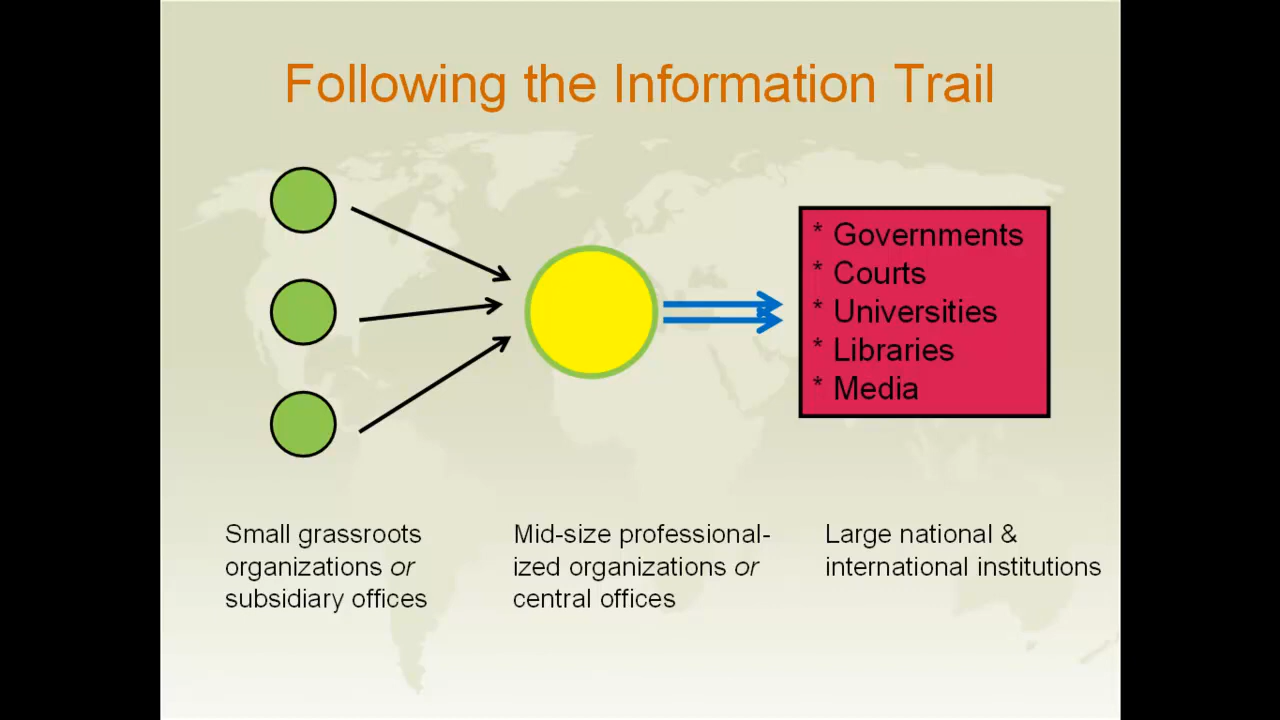 Following the Information Trail
* Governments
* Courts
* Universities
* Libraries
* Media
Small grassroots
organizations or
subsidiary offices
Mid-size professional-
ized organizations or
central offices
Large national &
international institutions